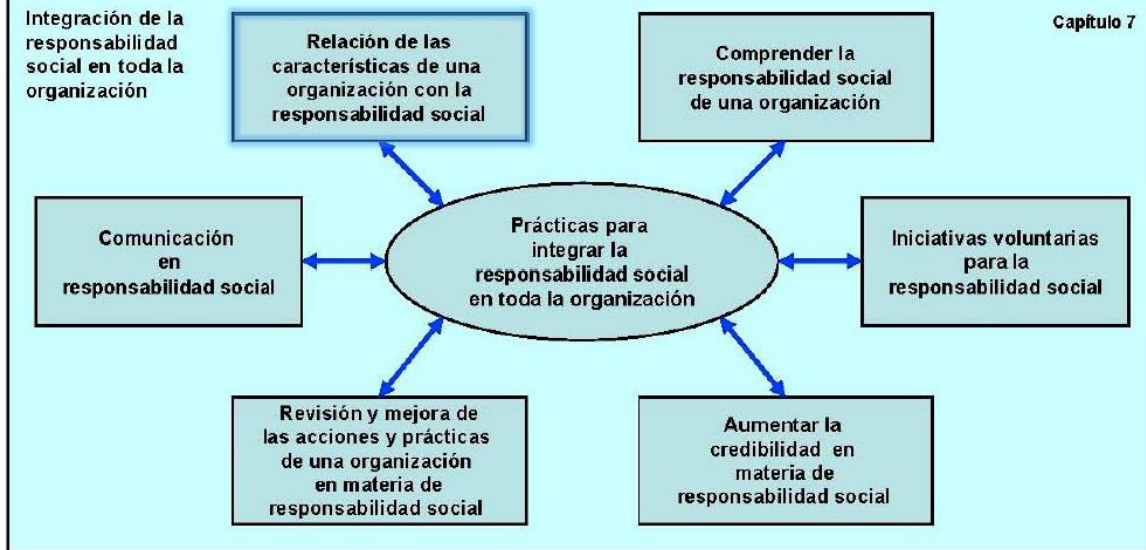 Integración de la
responsabilidad
social en toda la
organización
Capítulo 7
Relación de las
características de una
organización con la
responsabilidad social
Comprender la
responsabilidad social
de una organización
Comunicación
en
responsabilidad social
Prácticas para
integrar la
responsabilidad social
en toda la organización
Iniciativas voluntarias
para la
responsabilidad social
Revisión y mejora de
las acciones y prácticas
de una organización
en materia de
responsabilidad social
Aumentar la
credibilidad en
materia de
responsabilidad social